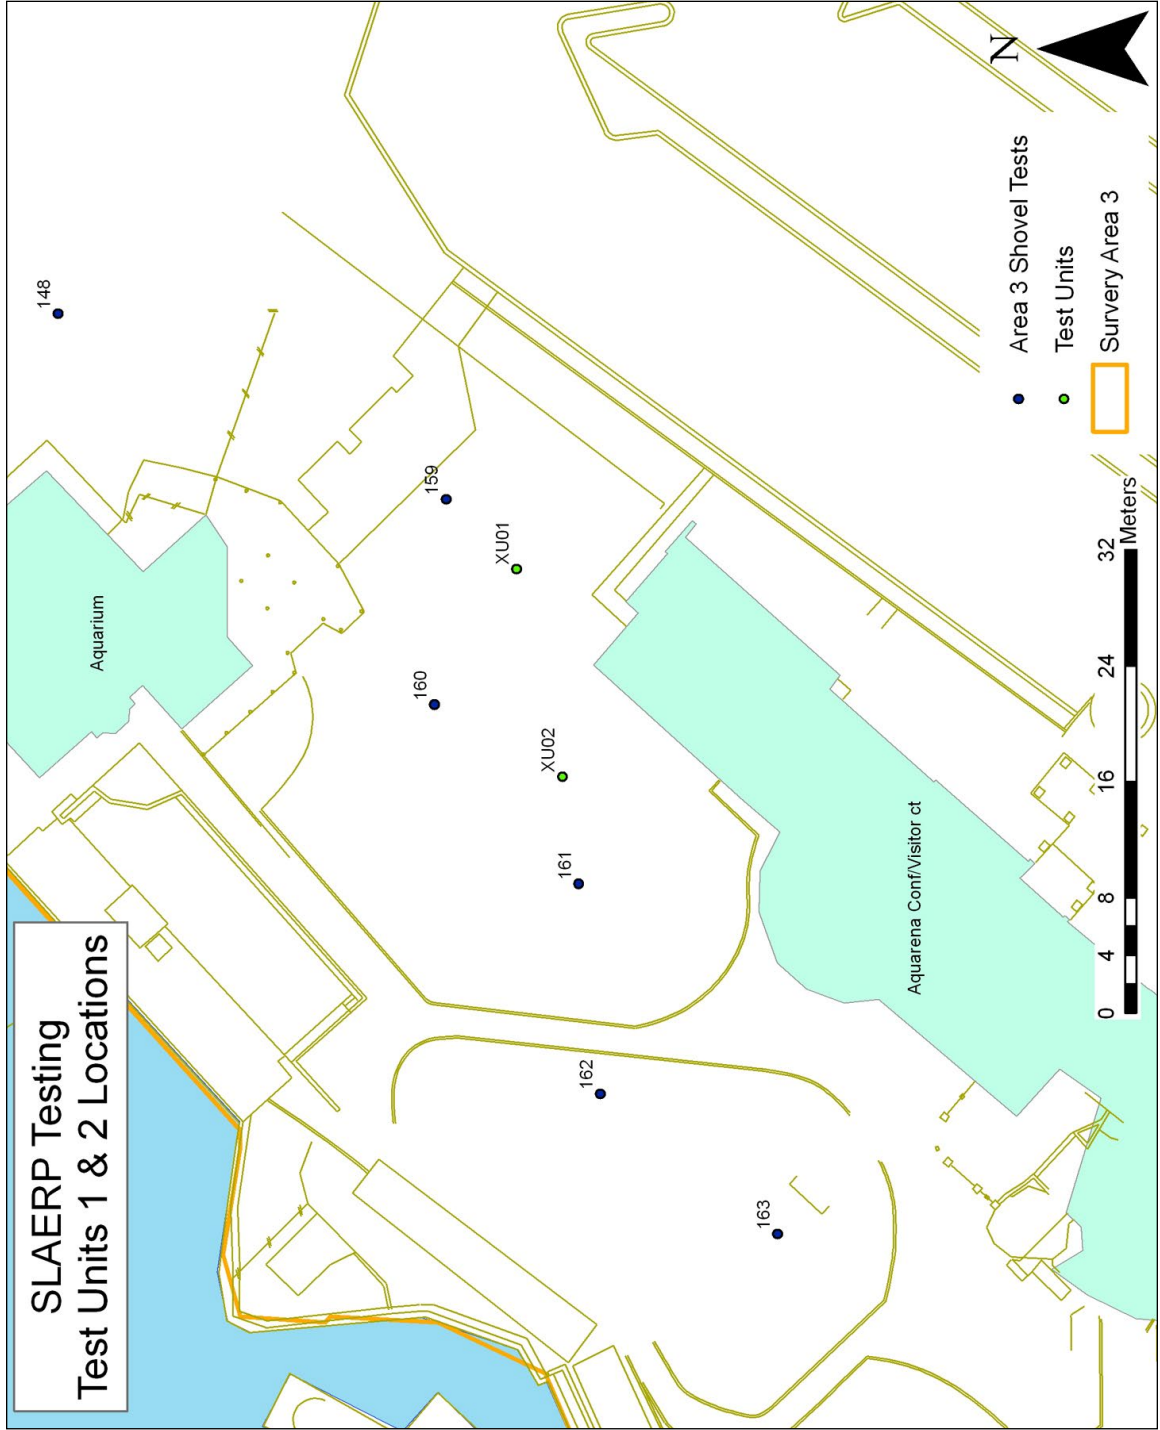 SLAERP Testing
Test Units 1 & 2 Locations
Aquarium
148
159
XU01
160
XU02
161
162
163
Aquarena Conf/Visitor ct
N
Area 3 Shovel Tests
Test Units
Survery Area 3
0 4 8 16 24 32
Meters